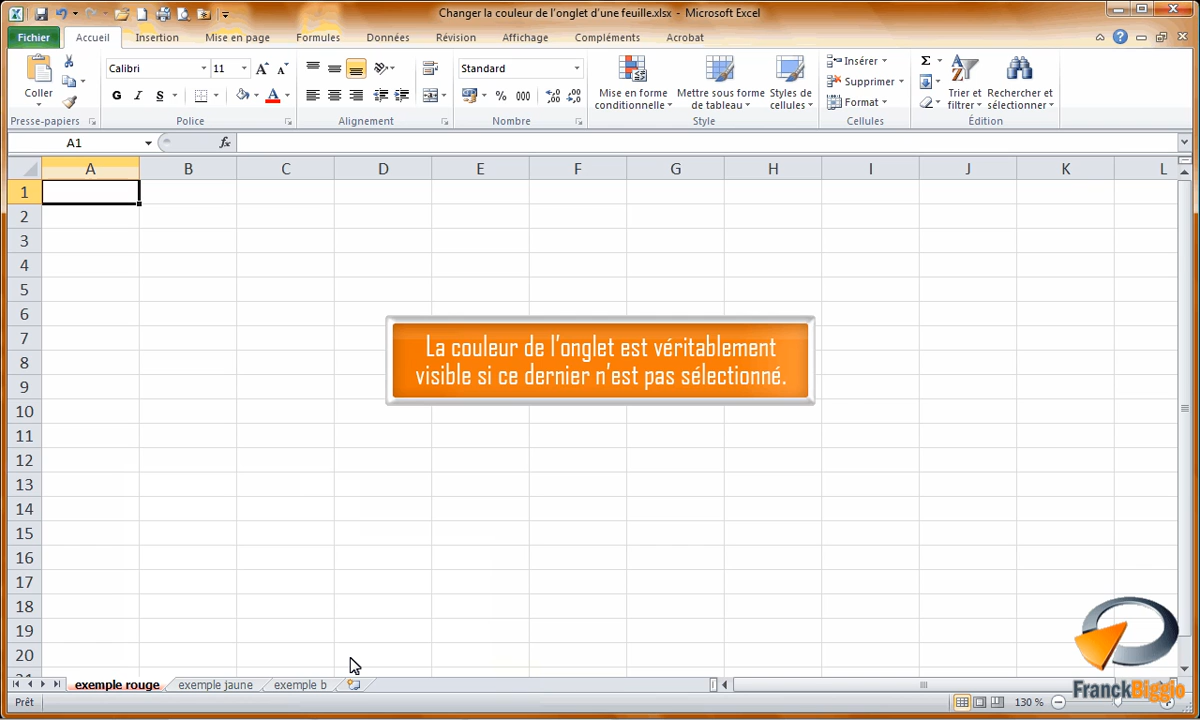 Changer la couleur de l'onglet d'une feuille.xlsx - Microsoft Excel
Fichier Accueil Insertion Mise en page Formules Données Révision Affichage Compléments Acrobat
Coller
Calibri 11
G I S
Standard
% 000
Mise en forme conditionnelle
Mettre sous forme de tableau
Styles de cellules
Insérer
Supprimer
Format
Σ
Trier et filtrer
Rechercher et sélectionner
Presse-papiers Police Alignement Nombre Style Cellules Édition
A1 fx
A B C D E F G H I J K L
1
2
3
4
5
6
7
8
9
10
11
12
13
14
15
16
17
18
19
20
La couleur de l'onglet est véritablement
visible si ce dernier n'est pas sélectionné.
exemple rouge exemple jaune exemple b
FranckBiggio
Prêt 130 %